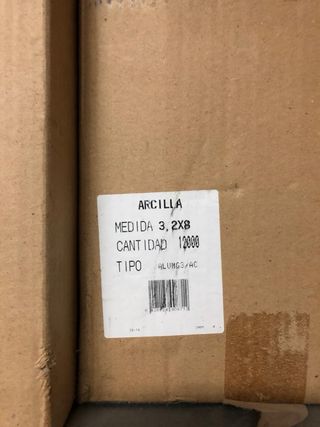 ARCILLA
MEDIDA 3,2X8
CANTIDAD 12000
TIPO ALUMG3/AC